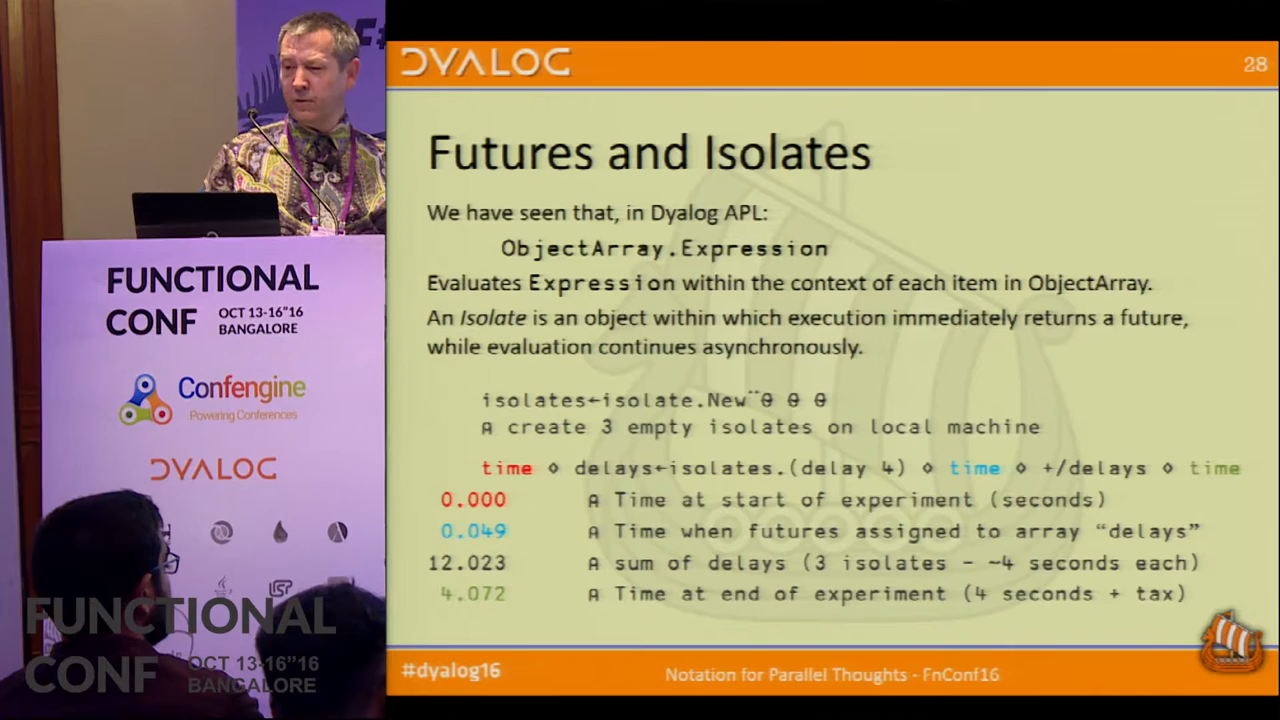 DYALOG
28
Futures and Isolates
We have seen that, in Dyalog APL:
ObjectArray.Expression
Evaluates Expression within the context of each item in ObjectArray.
An Isolate is an object within which execution immediately returns a future,
while evaluation continues asynchronously.
isolates←isolate.New¨⍬ ⍬ ⍬
⍝ create 3 empty isolates on local machine
time ⋄ delays←isolates.(delay 4) ⋄ time ⋄ +/delays ⋄ time
0.000 ⍝ Time at start of experiment (seconds)
0.049 ⍝ Time when futures assigned to array “delays”
12.023 ⍝ sum of delays (3 isolates - ~4 seconds each)
4.072 ⍝ Time at end of experiment (4 seconds + tax)
#dyalog16
Notation for Parallel Thoughts - FnConf16
FUNCTIONAL
CONF
OCT 13-16"16
BANGALORE
Confengine
Powering Conferences
DYALOG
FUNCTIONAL
CONF
OCT 13-16"16
BANGALORE